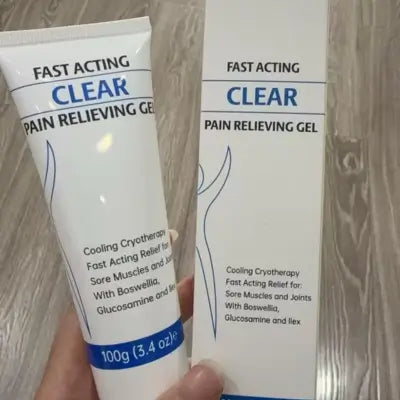 FAST ACTING
CLEAR
PAIN RELIEVING GEL
Cooling Cryotherapy
Fast Acting Relief for
Sore Muscles and Joints
With Boswellia,
Glucosamine and Ilex
100g (3.4 oz)℮
FAST ACTING
CLEAR
PAIN RELIEVING GEL
Cooling Cryotherapy
Fast Acting Relief for:
Sore Muscles and Joints
With Boswellia,
Glucosamine and Ilex